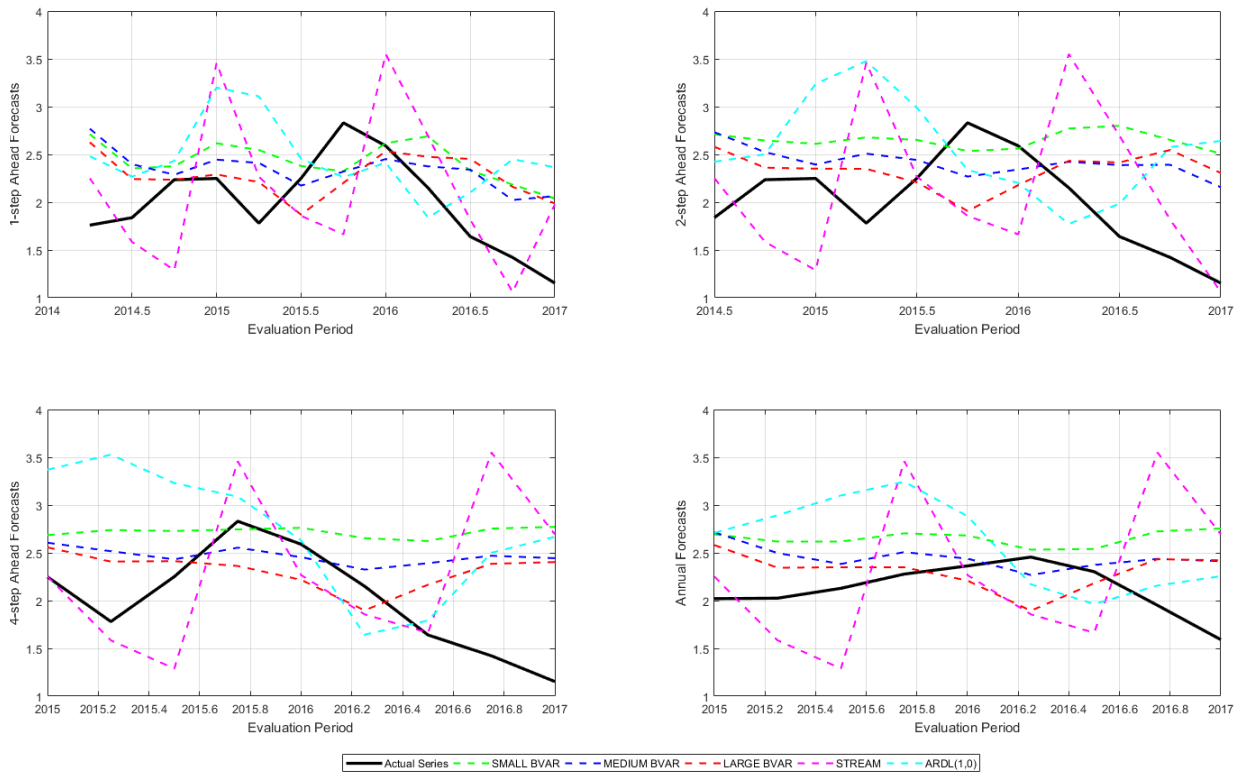 4
3.5
3
2.5
2
1.5
1
1-step Ahead Forecasts
2014 2014.5 2015 2015.5 2016 2016.5 2017
Evaluation Period
4
3.5
3
2.5
2
1.5
1
2-step Ahead Forecasts
2014.5 2015 2015.5 2016 2016.5 2017
Evaluation Period
4
3.5
3
2.5
2
1.5
1
4-step Ahead Forecasts
2015 2015.2 2015.4 2015.6 2015.8 2016 2016.2 2016.4 2016.6 2016.8 2017
Evaluation Period
4
3.5
3
2.5
2
1.5
1
Annual Forecasts
2015 2015.2 2015.4 2015.6 2015.8 2016 2016.2 2016.4 2016.6 2016.8 2017
Evaluation Period
Actual Series SMALL BVAR MEDIUM BVAR LARGE BVAR STREAM ARDL(1,0)